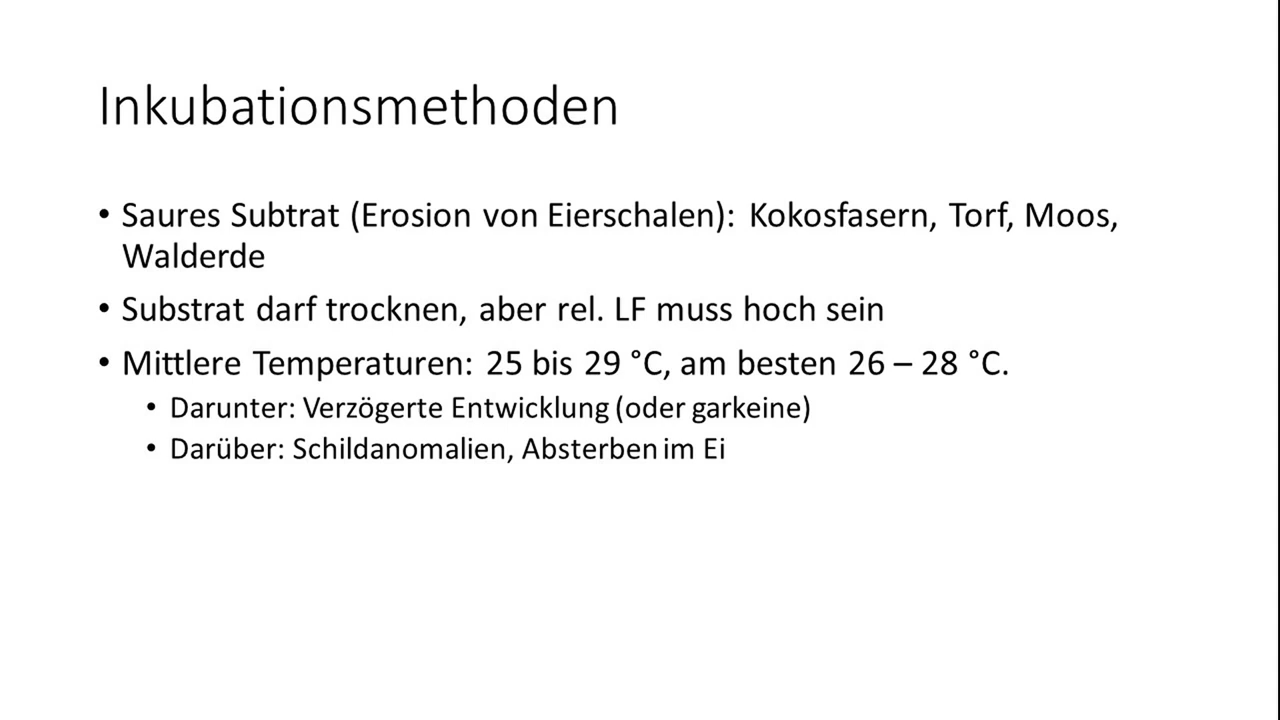 Inkubationsmethoden
• Saures Subtrat (Erosion von Eierschalen): Kokosfasern, Torf, Moos,
Walderde
• Substrat darf trocknen, aber rel. LF muss hoch sein
• Mittlere Temperaturen: 25 bis 29 °C, am besten 26 – 28 °C.
• Darunter: Verzögerte Entwicklung (oder garkeine)
• Darüber: Schildanomalien, Absterben im Ei